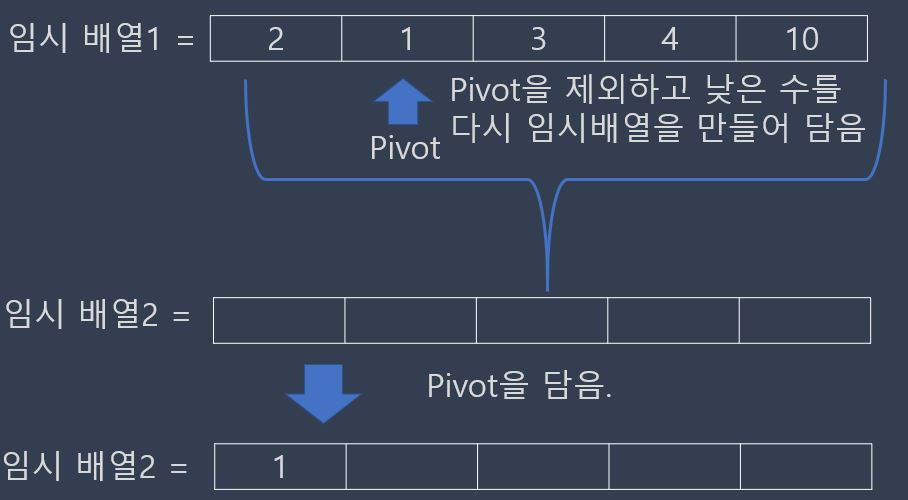 임시 배열1 = 2 1 3 4 10
Pivot을 제외하고 낮은 수를
다시 임시배열을 만들어 담음
Pivot
임시 배열2 =
Pivot을 담음.
임시 배열2 = 1